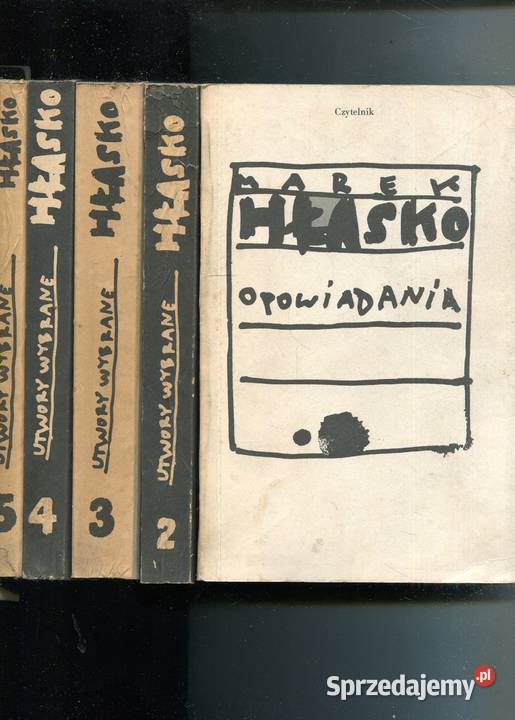 HŁASKO
UTWORY WYBRANE
5
HŁASKO
UTWORY WYBRANE
4
HŁASKO
UTWORY WYBRANE
3
HŁASKO
UTWORY WYBRANE
2
Czytelnik
MAREK
HŁASKO
OPOWIADANIA
Sprzedajemy.pl